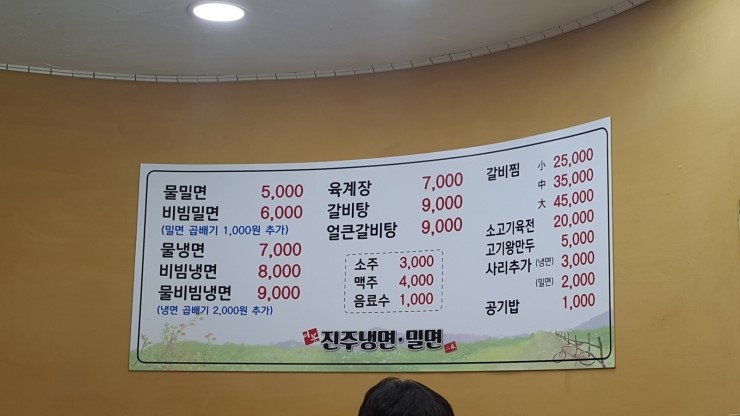 물밀면 5,000
비빔밀면 6,000
(밀면 곱빼기 1,000원 추가)
물냉면 7,000
비빔냉면 8,000
물비빔냉면 9,000
(냉면 곱빼기 2,000원 추가)
육계장 7,000
갈비탕 9,000
얼큰갈비탕 9,000
소주 3,000
맥주 4,000
음료수 1,000
갈비찜 小 25,000
中 35,000
大 45,000
소고기육전 20,000
고기왕만두 5,000
사리추가 (냉면) 3,000
(밀면) 2,000
공기밥 1,000
진주냉면·밀면